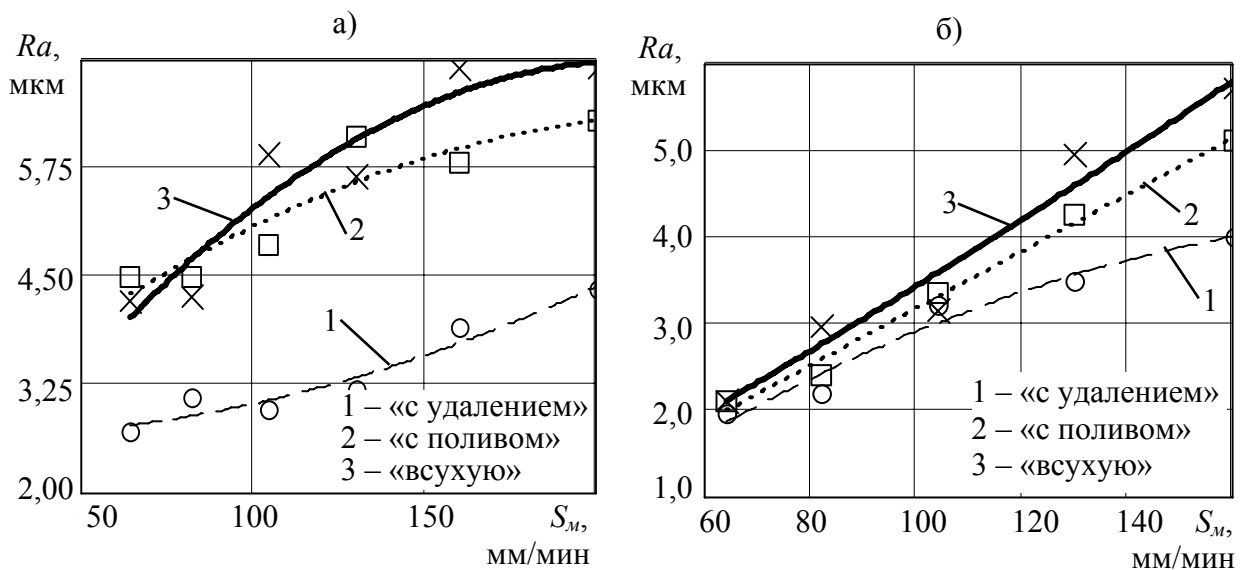 а)
Ra,
мкм
5,75
4,50
3,25
2,00
50
100
150
Sм,
мм/мин
3
2
1
1 – «с удалением»
2 – «с поливом»
3 – «всухую»
б)
Ra,
мкм
5,0
4,0
3,0
2,0
1,0
60
80
100
120
140
Sм,
мм/мин
3
2
1
1 – «с удалением»
2 – «с поливом»
3 – «всухую»